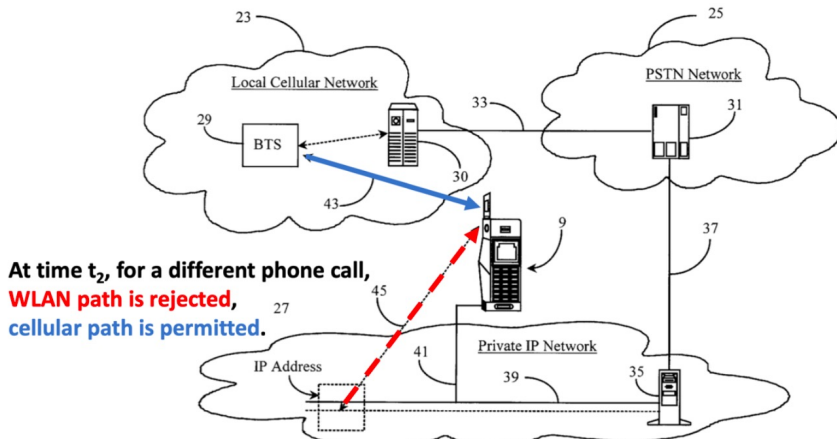 23
25
Local Cellular Network
PSTN Network
33
29
BTS
31
30
43
9
37
At time t2, for a different phone call,
WLAN path is rejected,
cellular path is permitted.
27
45
41
Private IP Network
IP Address
39
35